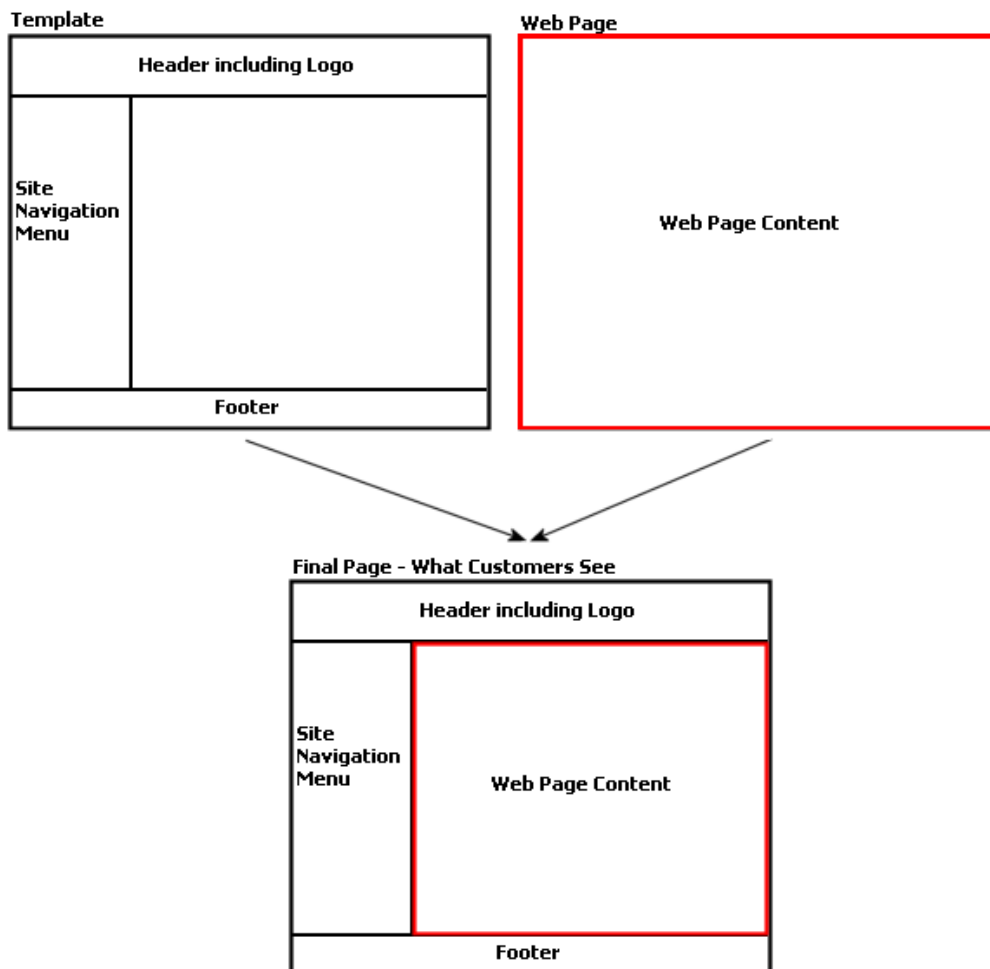 Template
Header including Logo
Site
Navigation
Menu
Footer
Web Page
Web Page Content
Final Page - What Customers See
Header including Logo
Site
Navigation
Menu
Web Page Content
Footer